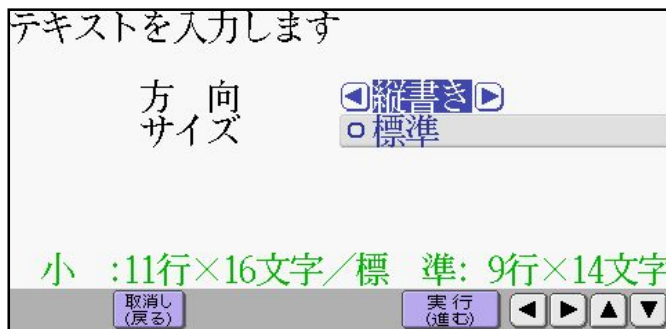 テキストを入力します
方 向 ◀縦書き▶
サイズ 標準
小 :11行×16文字／標 準: 9行×14文字
取消し 実行
(戻る) (進む) ◀ ▶ ▲ ▼